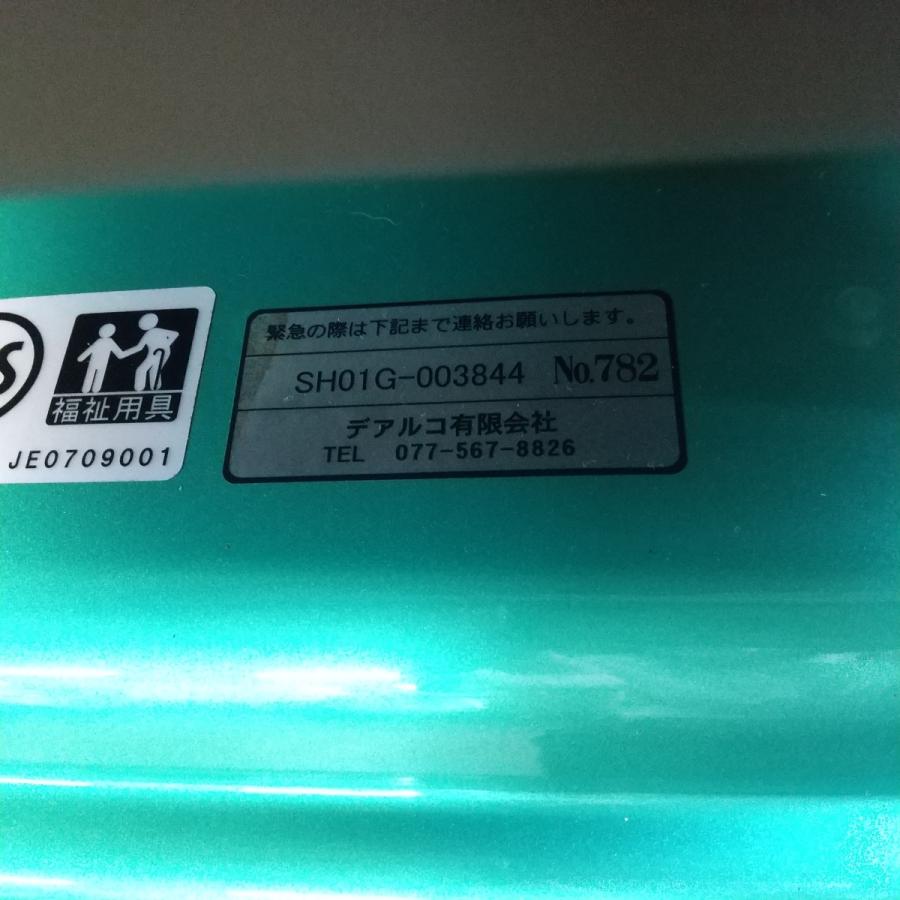 S
福祉用具
JE0709001
緊急の際は下記まで連絡お願いします。
SH01G-003844 No.782
デアルコ有限会社
TEL 077-567-8826